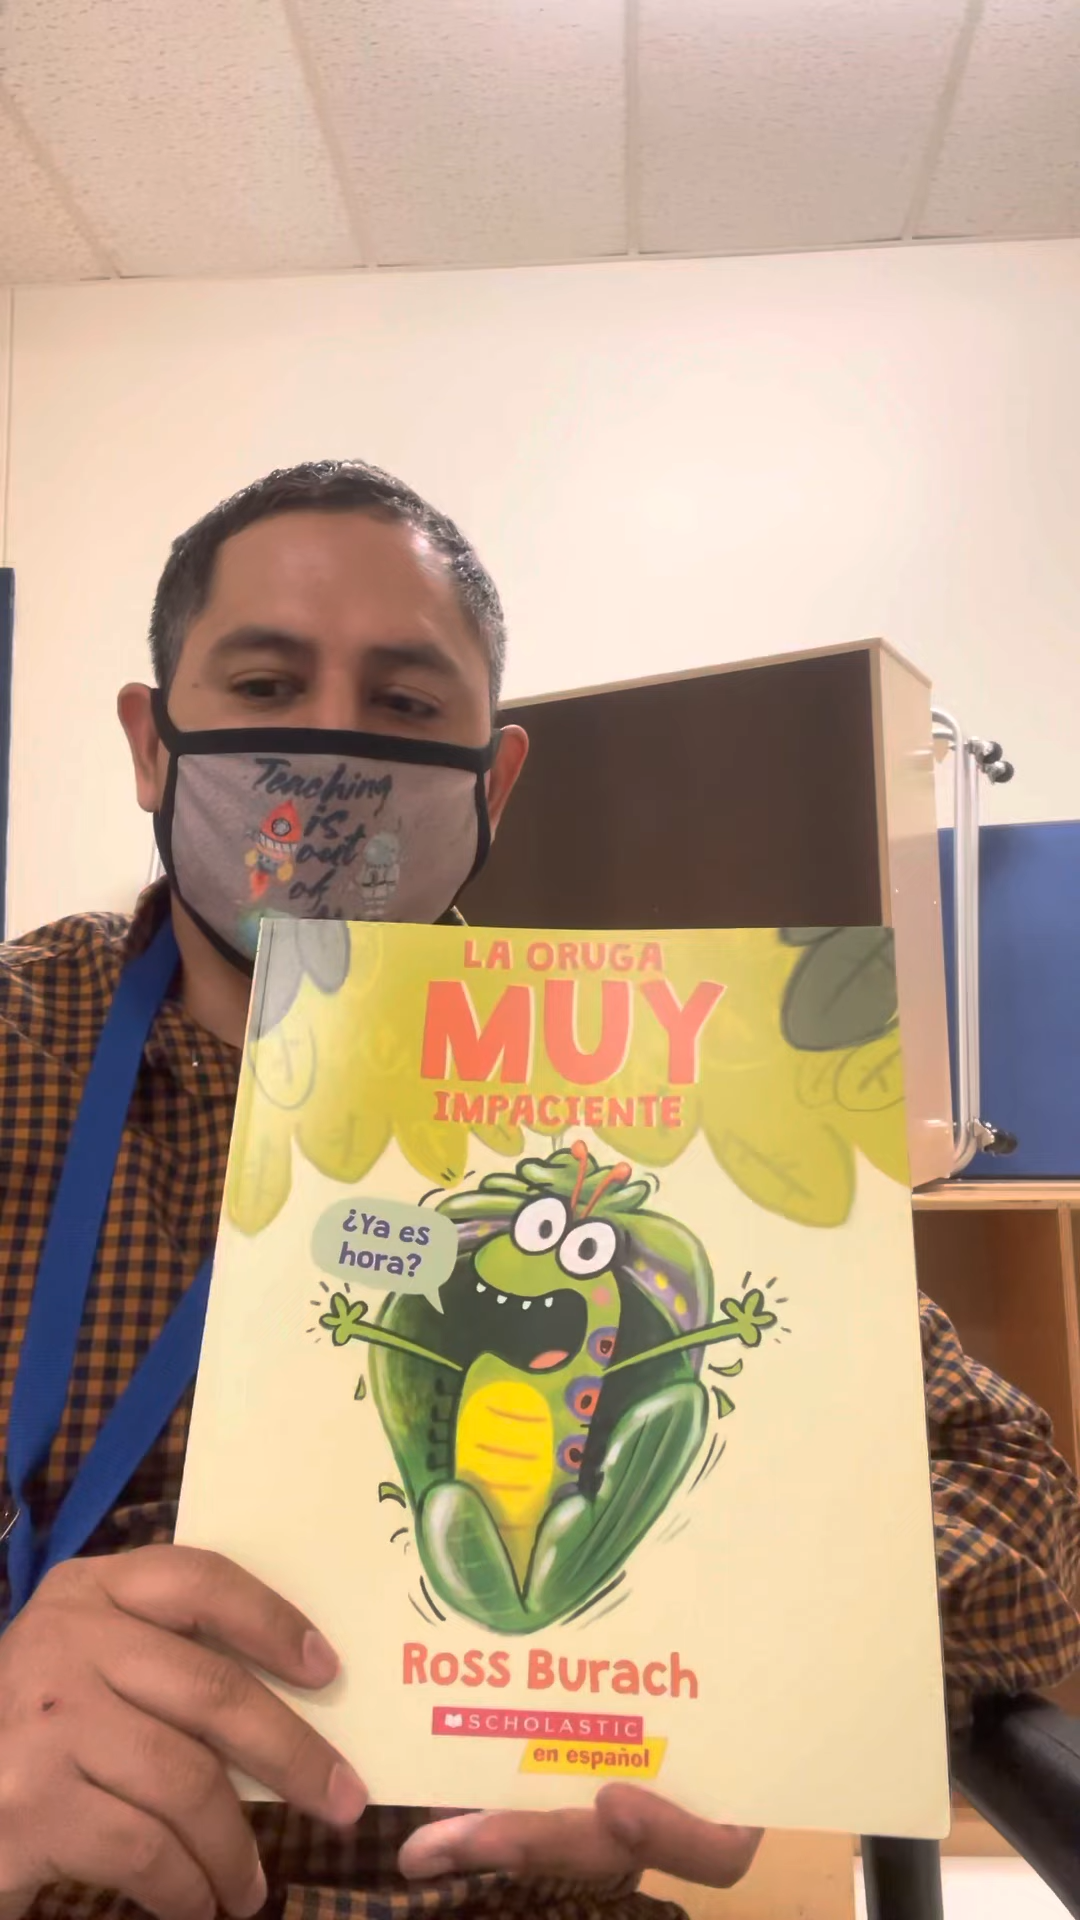 Teaching
is
out
of
LA ORUGA
MUY
IMPACIENTE
¿Ya es
hora?
Ross Burach
SCHOLASTIC
en español